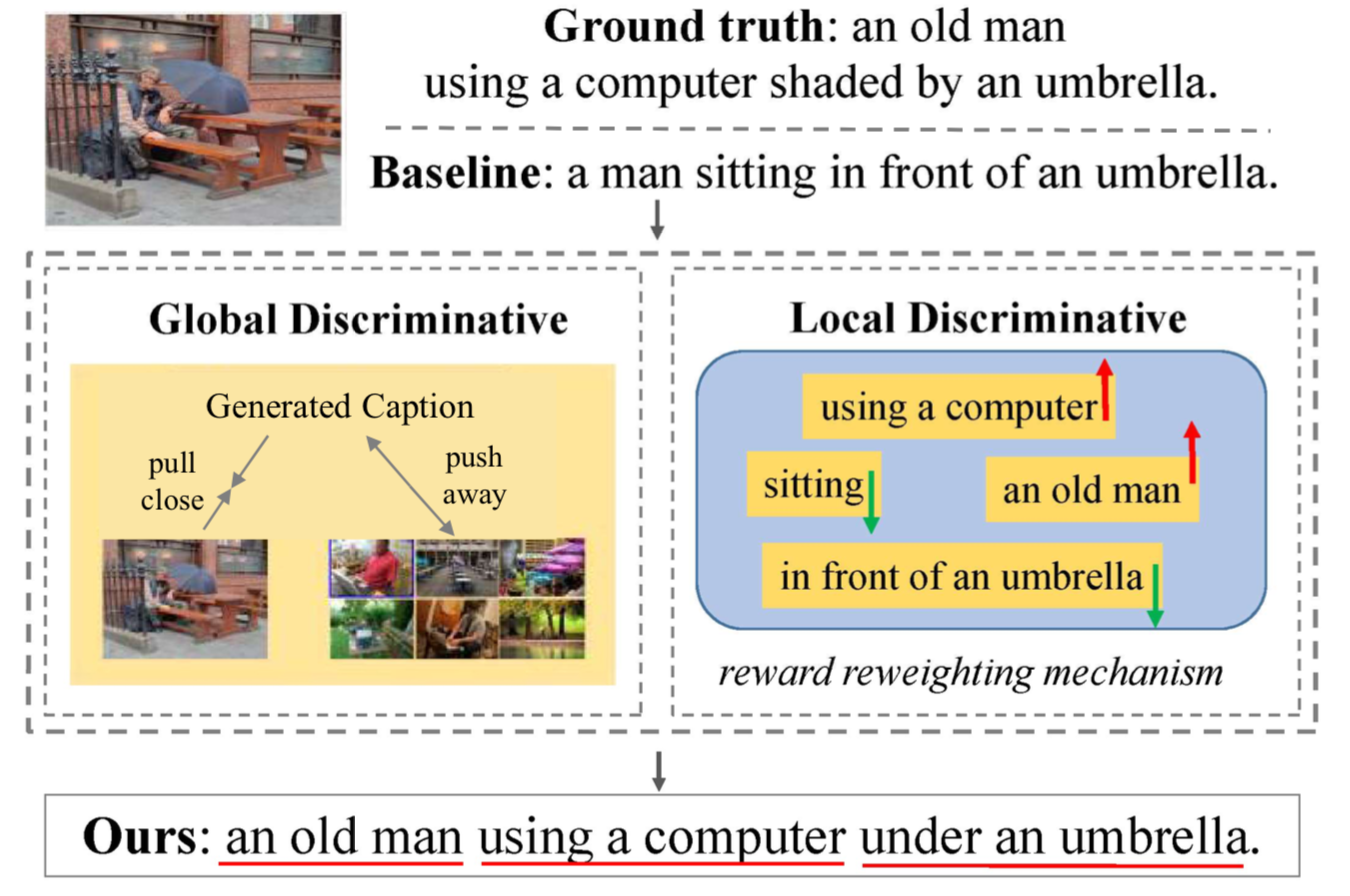 Ground truth: an old man
using a computer shaded by an umbrella.
Baseline: a man sitting in front of an umbrella.
Global Discriminative
Generated Caption
pull
close
push
away
Local Discriminative
using a computer
sitting
an old man
in front of an umbrella
reward reweighting mechanism
Ours: an old man using a computer under an umbrella.